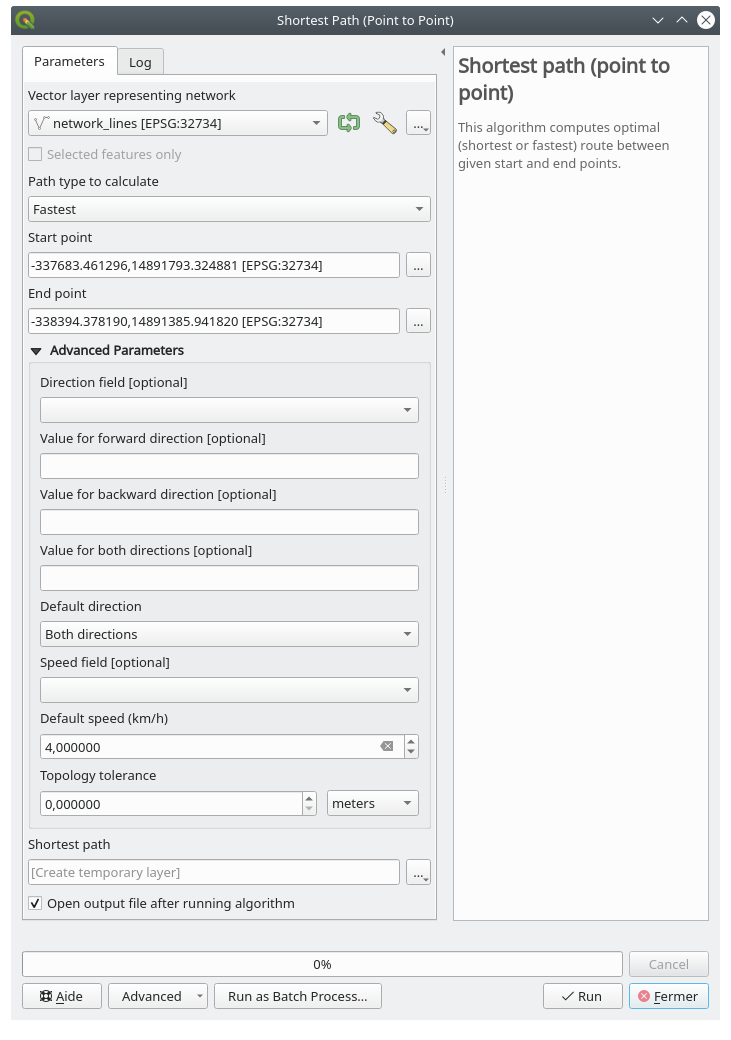 Shortest Path (Point to Point)
Parameters
Log
Vector layer representing network
network_lines [EPSG:32734]
...
Selected features only
Path type to calculate
Fastest
Start point
-337683.461296,14891793.324881 [EPSG:32734]
...
End point
-338394.378190,14891385.941820 [EPSG:32734]
...
Advanced Parameters
Direction field [optional]
Value for forward direction [optional]
Value for backward direction [optional]
Value for both directions [optional]
Default direction
Both directions
Speed field [optional]
Default speed (km/h)
4,000000
Topology tolerance
0,000000
meters
Shortest path
[Create temporary layer]
...
Open output file after running algorithm
Shortest path (point to
point)
This algorithm computes optimal
(shortest or fastest) route between
given start and end points.
0%
Cancel
Aide
Advanced
Run as Batch Process...
Run
Fermer